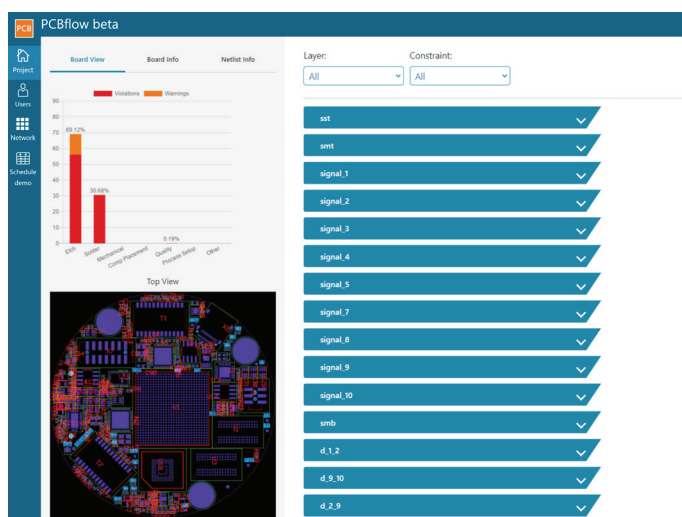 PCB PCBflow beta
Project
Users
Network
Schedule
demo
Board View Board Info Netlist Info
Violations Warnings
90
80
70
60
50
40
30
20
10
0
69.12%
30.68%
0.19%
Etch
Solder
Mechanical
Comp.Placement
Quality
Process Setup
Other
Top View
T1
U1
T2
Layer: Constraint:
All All
sst
smt
signal_1
signal_2
signal_3
signal_4
signal_5
signal_7
signal_8
signal_9
signal_10
smb
d_1_2
d_9_10
d_2_9